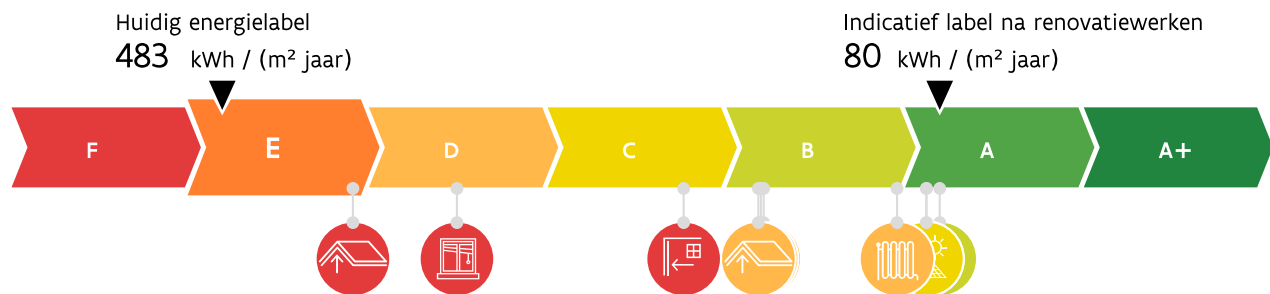 Huidig energielabel
483 kWh / (m² jaar)
Indicatief label na renovatiewerken
80 kWh / (m² jaar)
F E D C B A A+